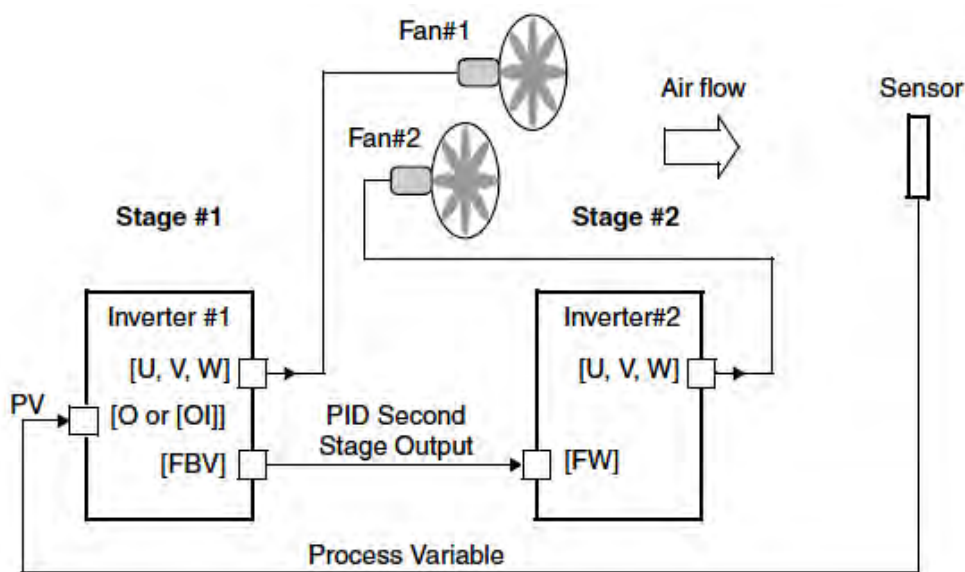 Fan#1
Air flow
Sensor
Fan#2
Stage #1
Stage #2
Inverter #1
Inverter#2
[U, V, W]
[U, V, W]
PV
[O or [OI]]
PID Second
Stage Output
[FBV]
[FW]
Process Variable